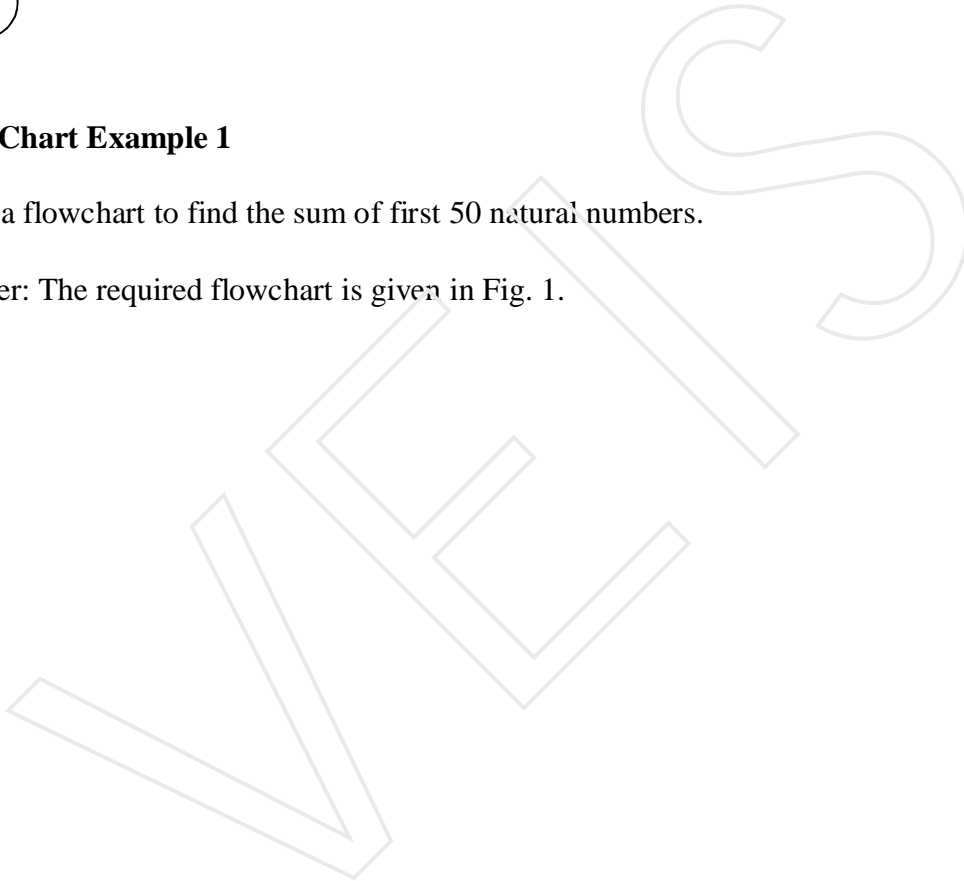 Chart Example 1
a flowchart to find the sum of first 50 natural numbers.
er: The required flowchart is given in Fig. 1.
VEIS